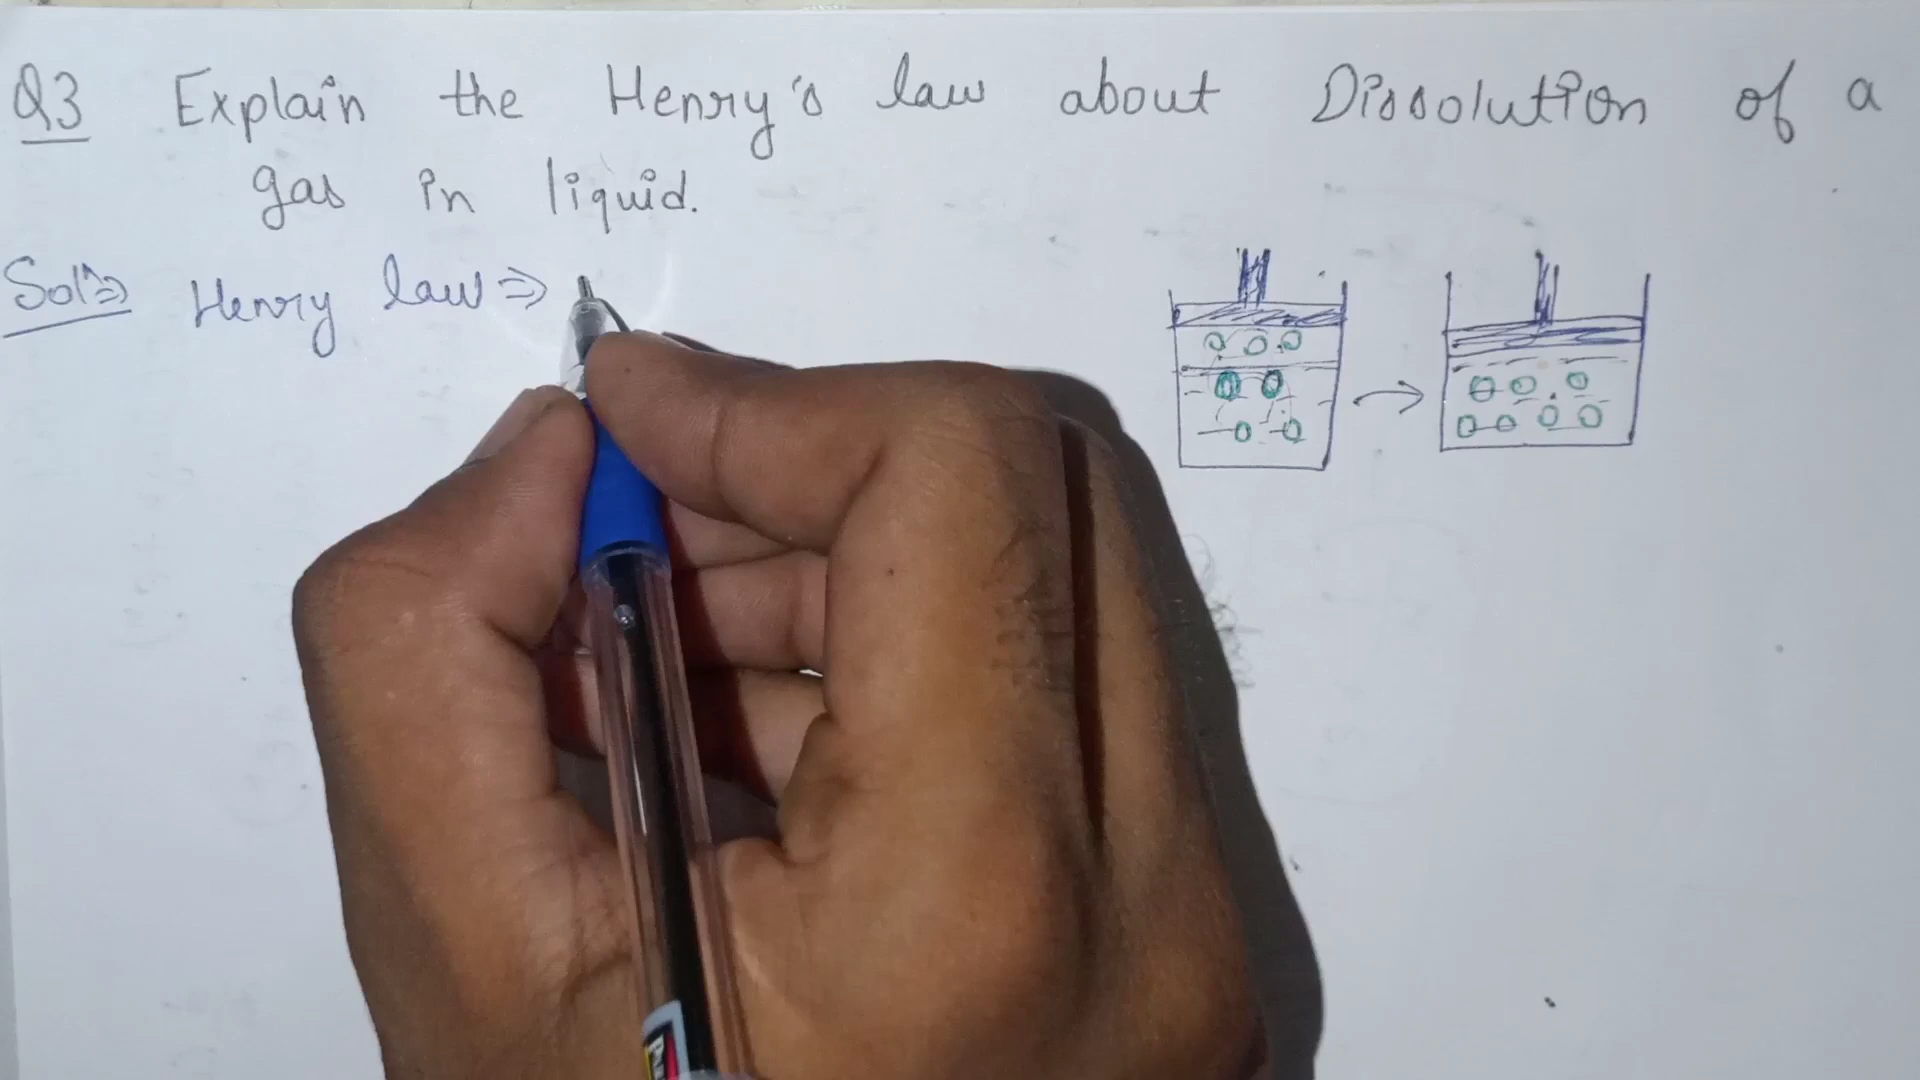 Q3 Explain the Henry's law about Dissolution of a
gas in liquid.
Soln⇒ Henry law ⇒